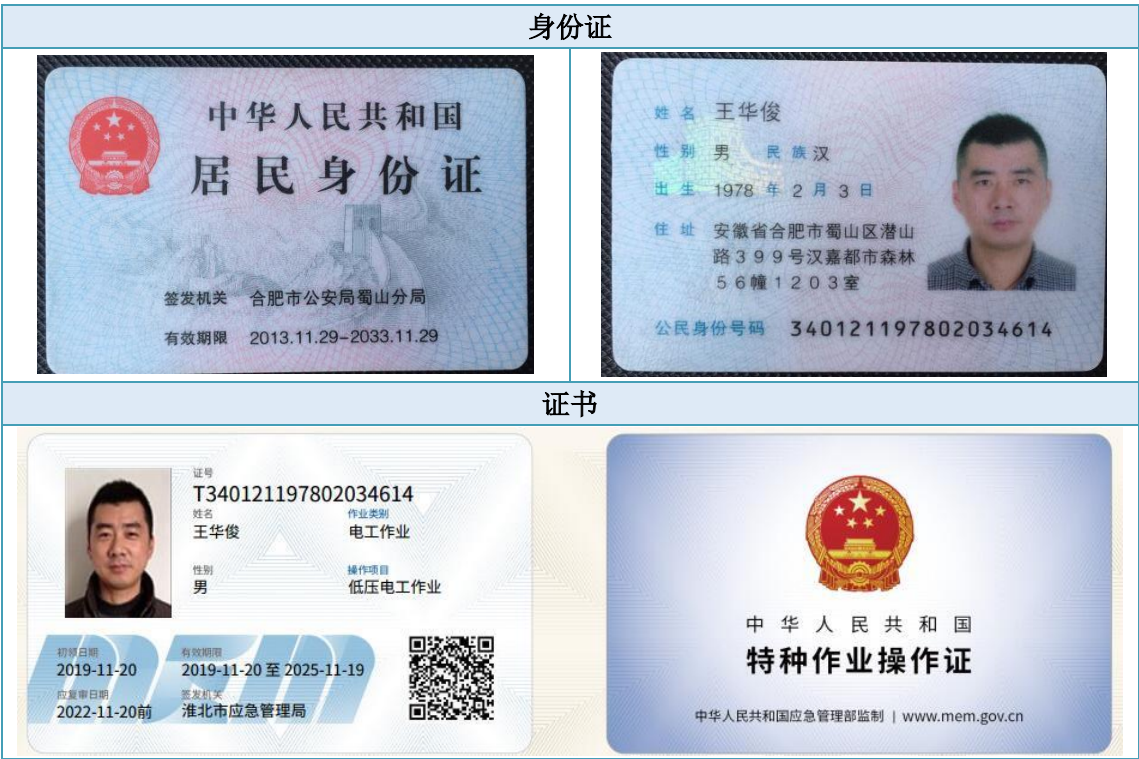 身份证
中华人民共和国
居民身份证
签发机关 合肥市公安局蜀山分局
有效期限 2013.11.29-2033.11.29
姓名 王华俊
性别 男 民族 汉
出生 1978 年 2 月 3 日
住址 安徽省合肥市蜀山区潜山
路399号汉嘉都市森林
56幢1203室
公民身份号码 340121197802034614
证书
证号
T340121197802034614
姓名 作业类别
王华俊 电工作业
性别 操作项目
男 低压电工作业
初领日期 有效期限
2019-11-20 2019-11-20 至 2025-11-19
应复审日期 签发机关
2022-11-20前 淮北市应急管理局
中华人民共和国
特种作业操作证
中华人民共和国应急管理部监制 | www.mem.gov.cn